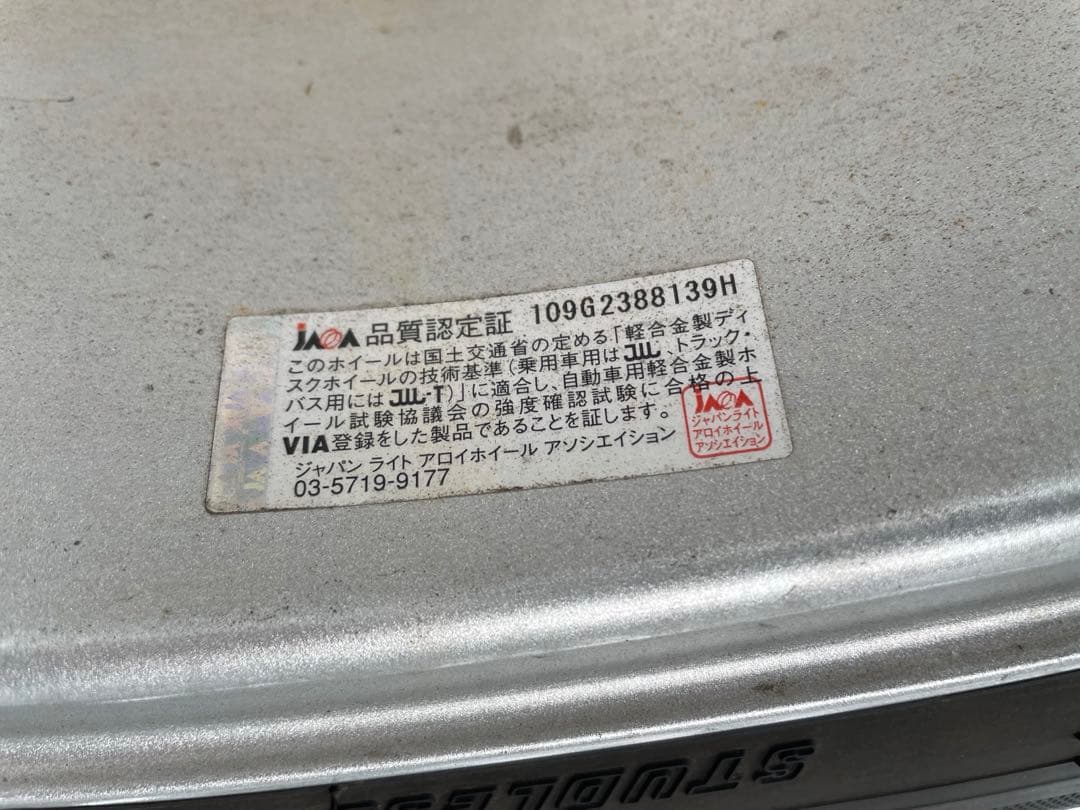 JAWA 品質認定証 109G2388139H
このホイールは国土交通省の定める「軽合金製ディ
スクホイールの技術基準(乗用車用はJWL、トラック・
バス用にはJWL-T)」に適合し、自動車用軽合金製ホ
イール試験協議会の強度確認試験に合格の上
VIA登録をした製品であることを証します。
ジャパン ライト アロイホイール アソシエイション
03-5719-9177
JAWA
ジャパンライト
アロイホイール
アソシエイション
STUDLESS